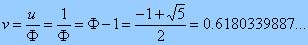 v = u/Φ = 1/Φ = Φ − 1 = (−1 + √5)/2 = 0.6180339887...